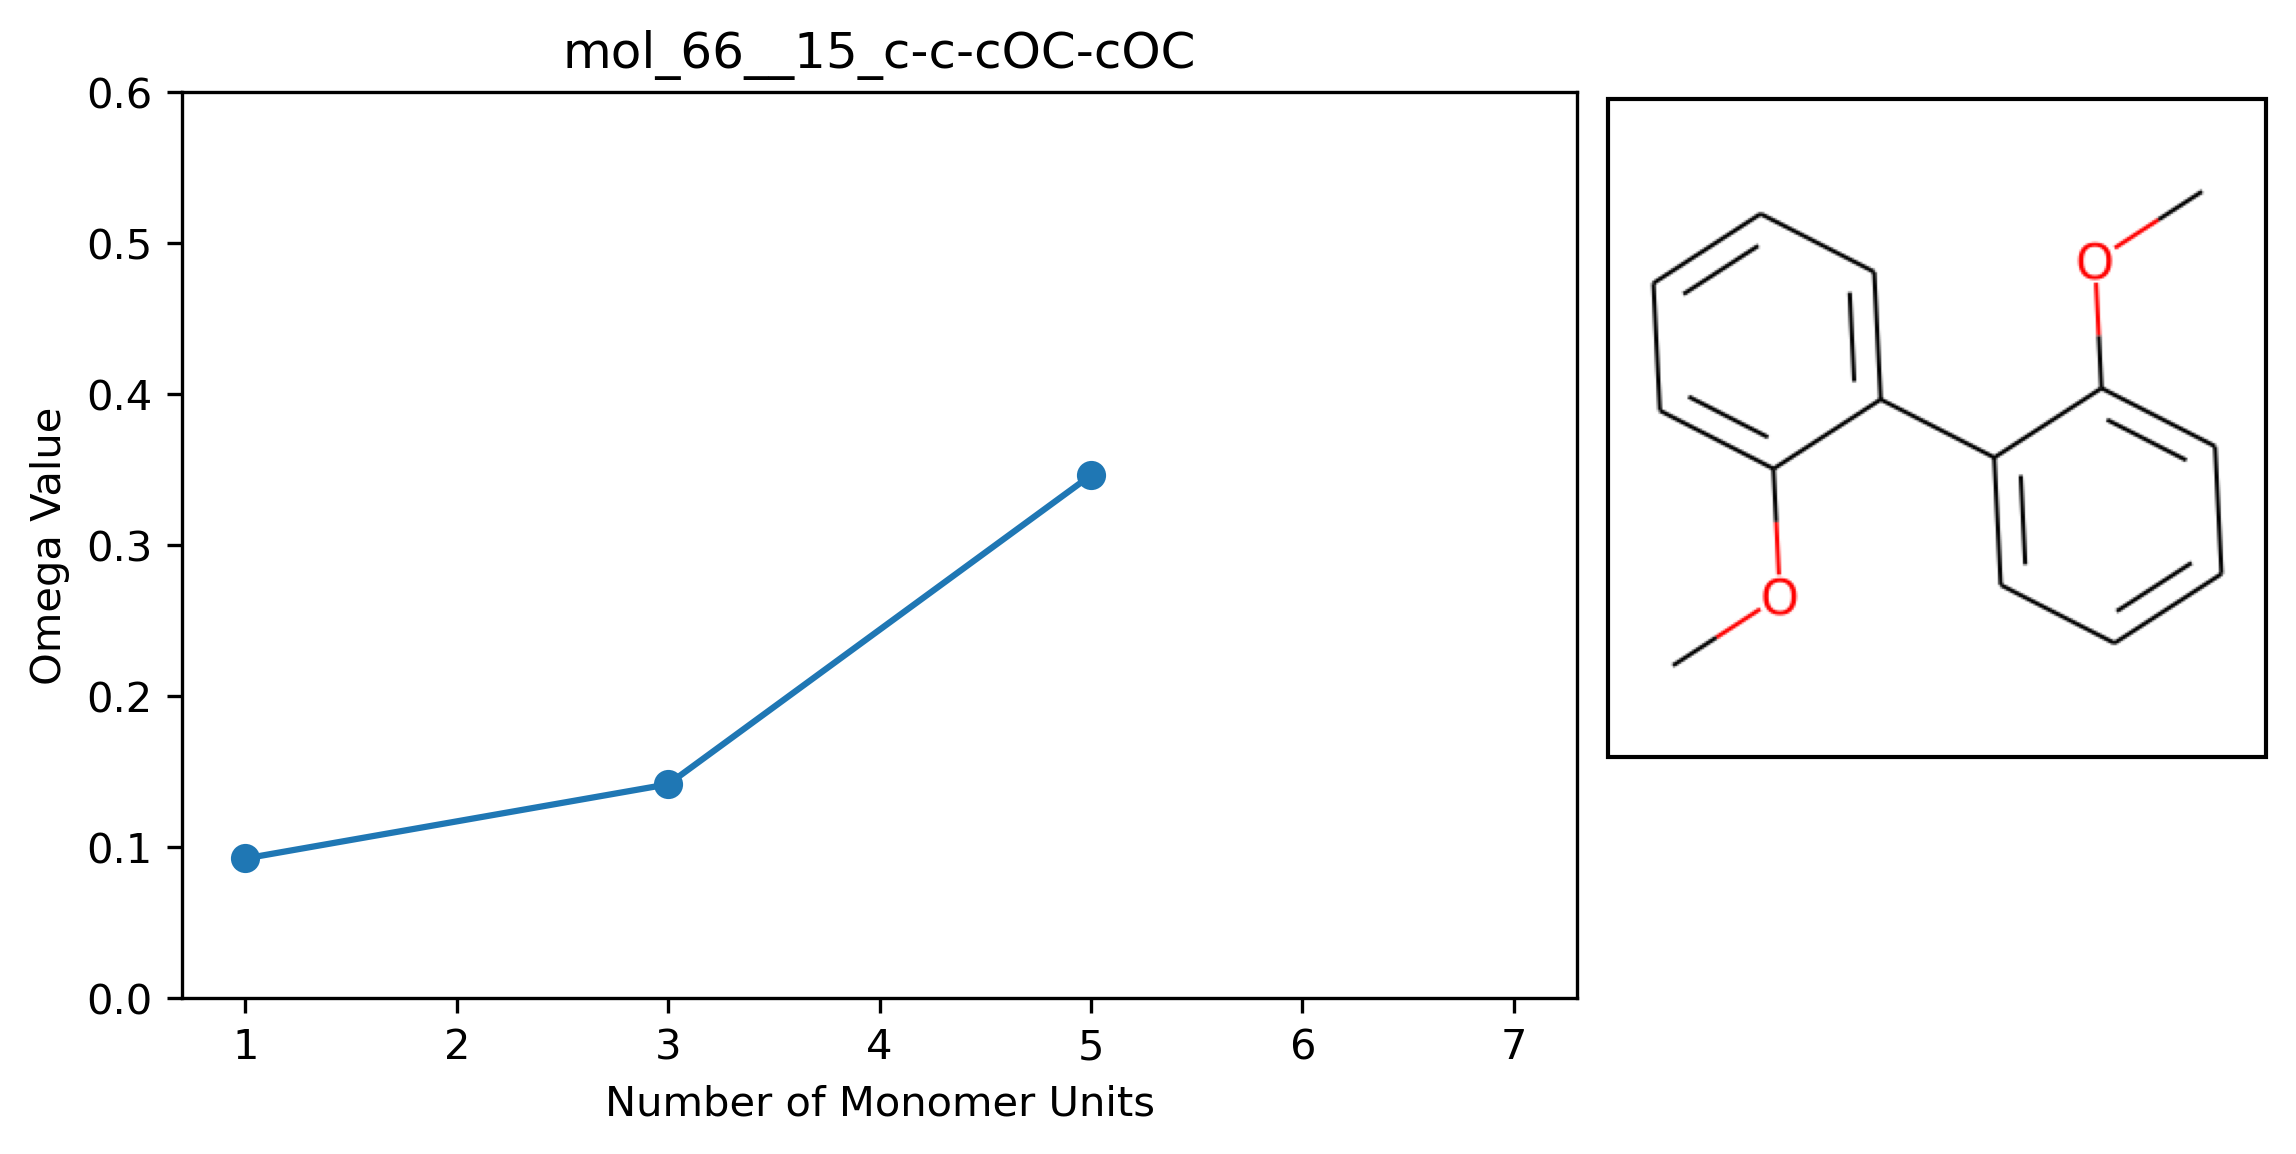 mol_66__15_c-c-cOC-cOC
0.6
0.5
0.4
0.3
0.2
0.1
0.0
Omega Value
1 2 3 4 5 6 7
Number of Monomer Units
O
O